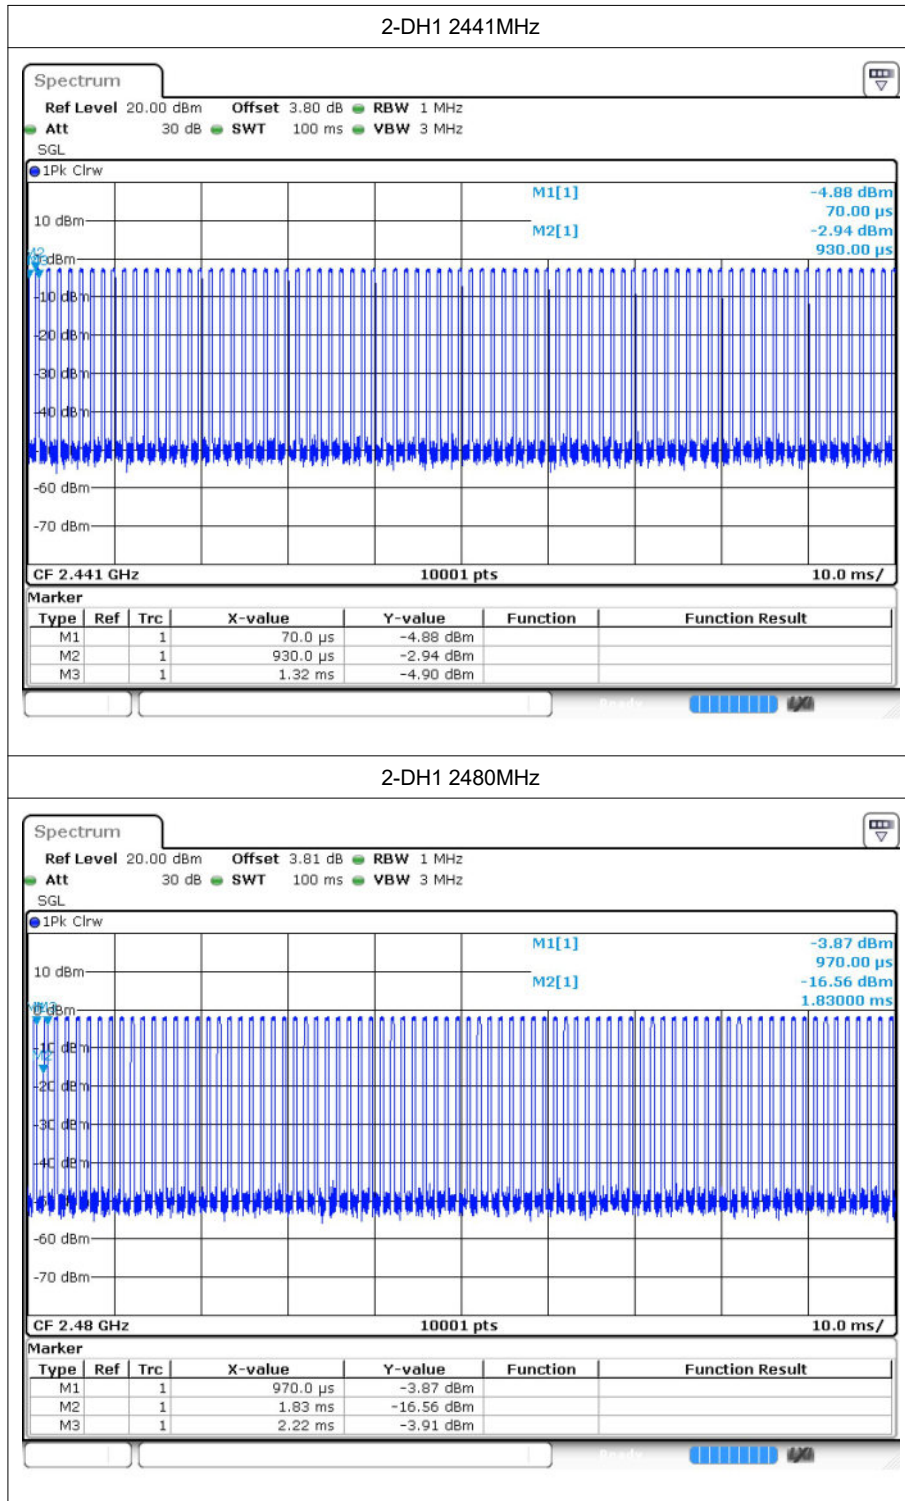 2-DH1 2441MHz
Spectrum
Ref Level 20.00 dBm Offset 3.80 dB RBW 1 MHz
Att 30 dB SWT 100 ms VBW 3 MHz
SGL
1Pk Clrw
M1[1] -4.88 dBm
70.00 µs
10 dBm
M2[1] -2.94 dBm
930.00 µs
dBm
-10 dBm
-20 dBm
-30 dBm
-40 dBm
-60 dBm
-70 dBm
CF 2.441 GHz 10001 pts 10.0 ms/
Marker
Type Ref Trc X-value Y-value Function Function Result
M1 1 70.0 µs -4.88 dBm
M2 1 930.0 µs -2.94 dBm
M3 1 1.32 ms -4.90 dBm
2-DH1 2480MHz
Spectrum
Ref Level 20.00 dBm Offset 3.81 dB RBW 1 MHz
Att 30 dB SWT 100 ms VBW 3 MHz
SGL
1Pk Clrw
M1[1] -3.87 dBm
970.00 µs
10 dBm
M2[1] -16.56 dBm
1.83000 ms
0 dBm
-10 dBm
M2
-20 dBm
-30 dBm
-40 dBm
-60 dBm
-70 dBm
CF 2.48 GHz 10001 pts 10.0 ms/
Marker
Type Ref Trc X-value Y-value Function Function Result
M1 1 970.0 µs -3.87 dBm
M2 1 1.83 ms -16.56 dBm
M3 1 2.22 ms -3.91 dBm